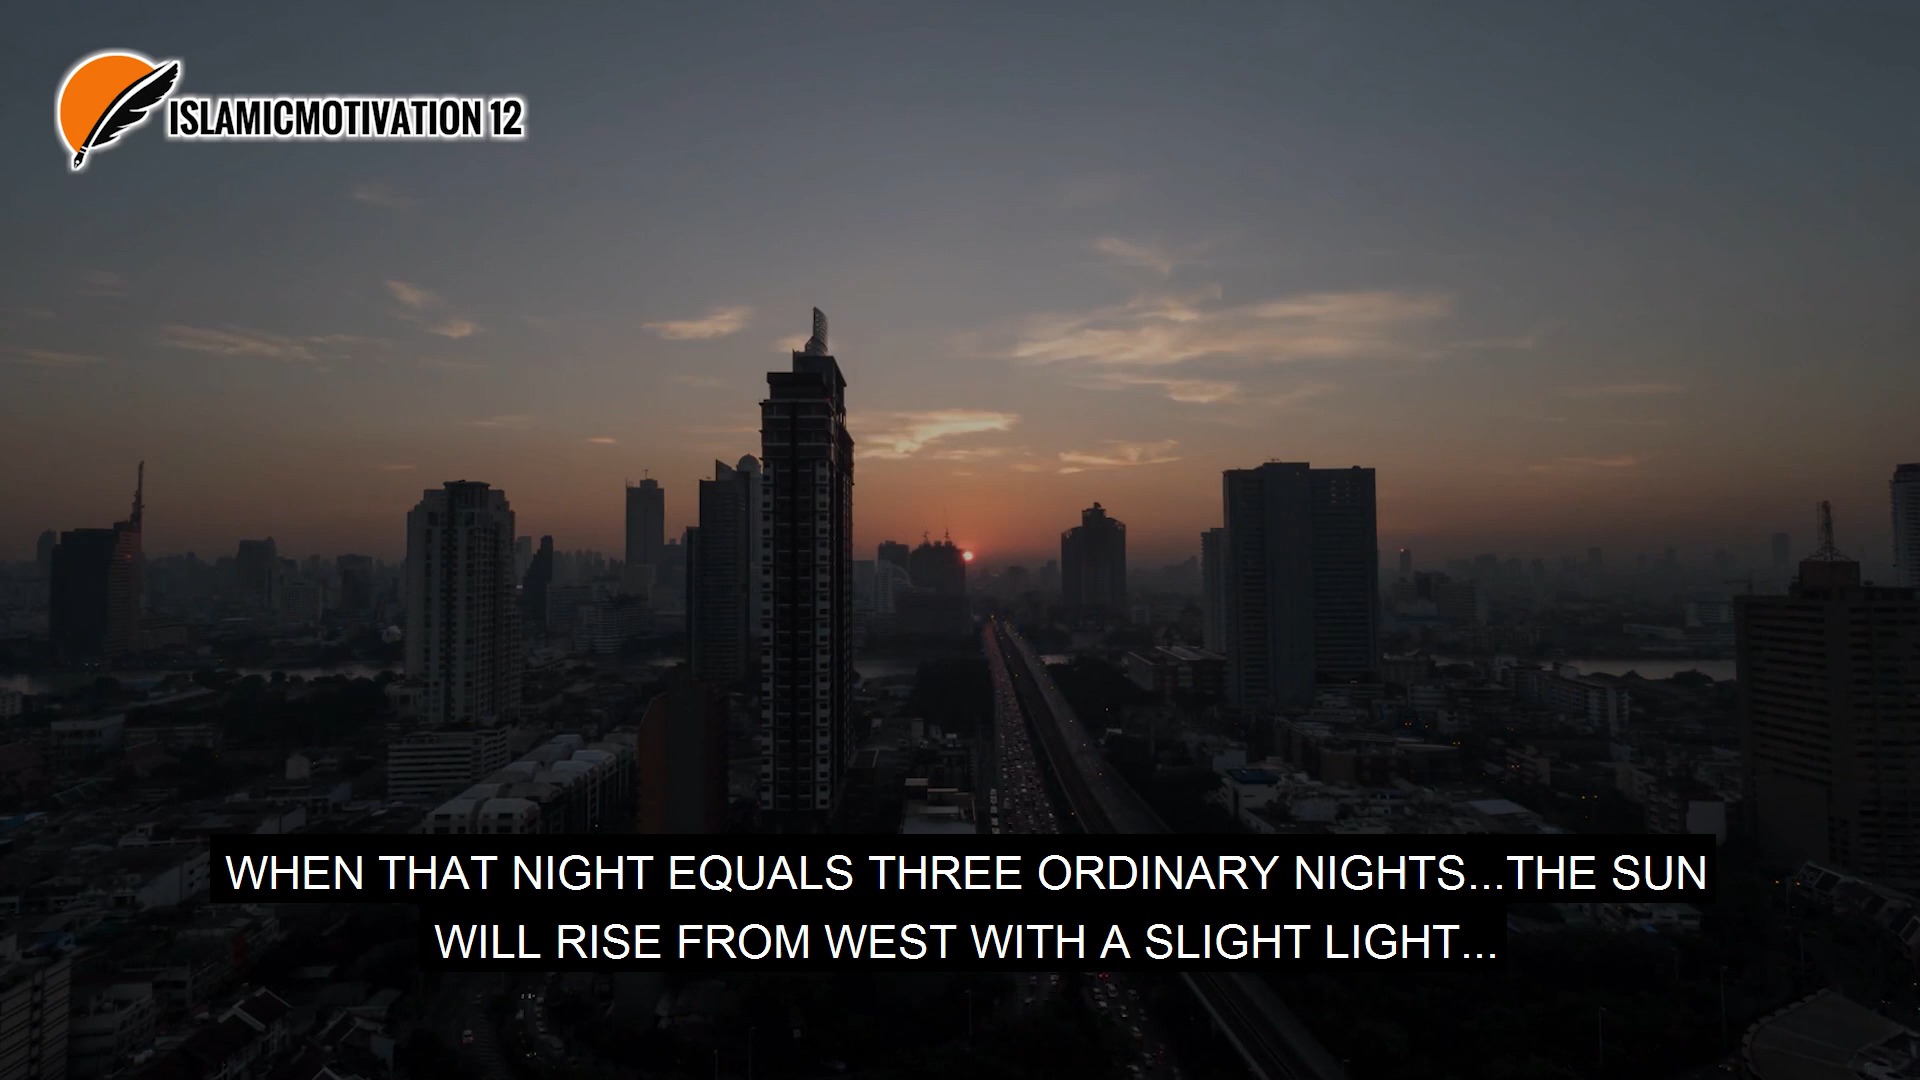 ISLAMICMOTIVATION 12
WHEN THAT NIGHT EQUALS THREE ORDINARY NIGHTS...THE SUN
WILL RISE FROM WEST WITH A SLIGHT LIGHT...